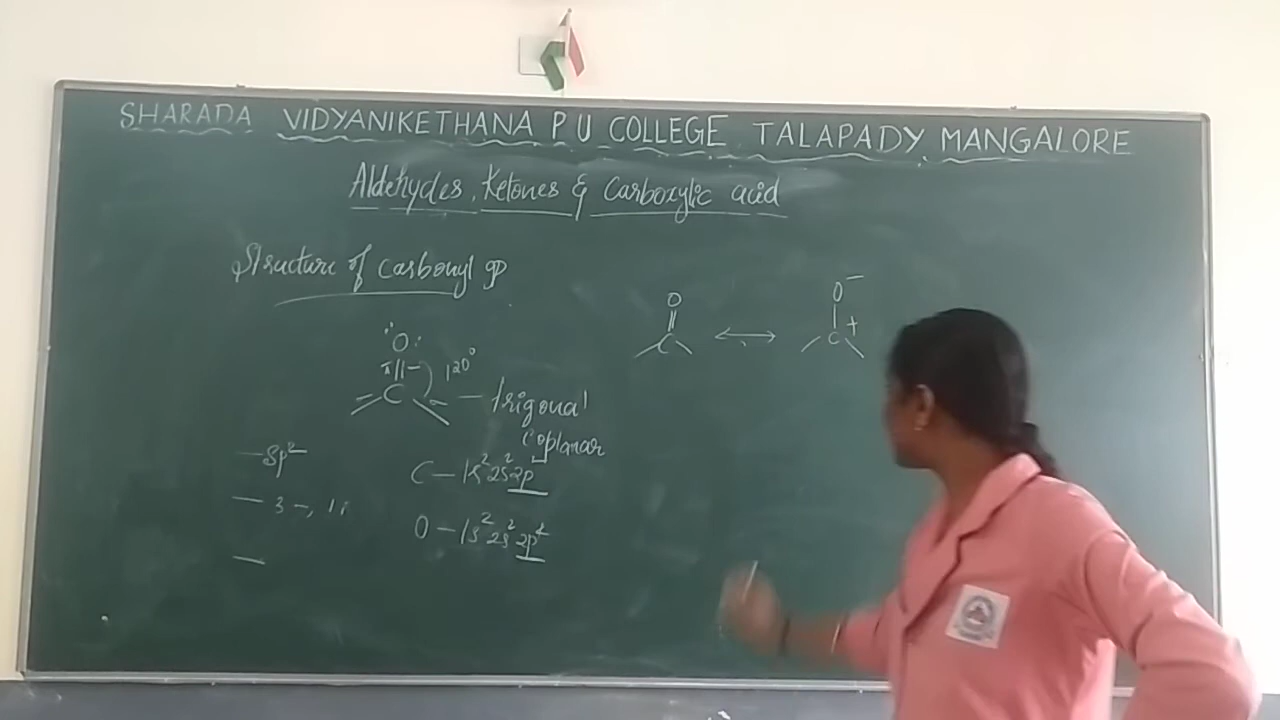 SHARADA VIDYANIKETHANA P U COLLEGE TALAPADY MANGALORE
Aldehydes, Ketones & Carboxylic acid
Structure of carbonyl gp
O
π
120°
C
trigonal
coplanar
— Sp²
C — 1s² 2s² 2p²
— 3
O — 1s² 2s² 2p⁴
—
O
C
⟷
O⁻
C
+